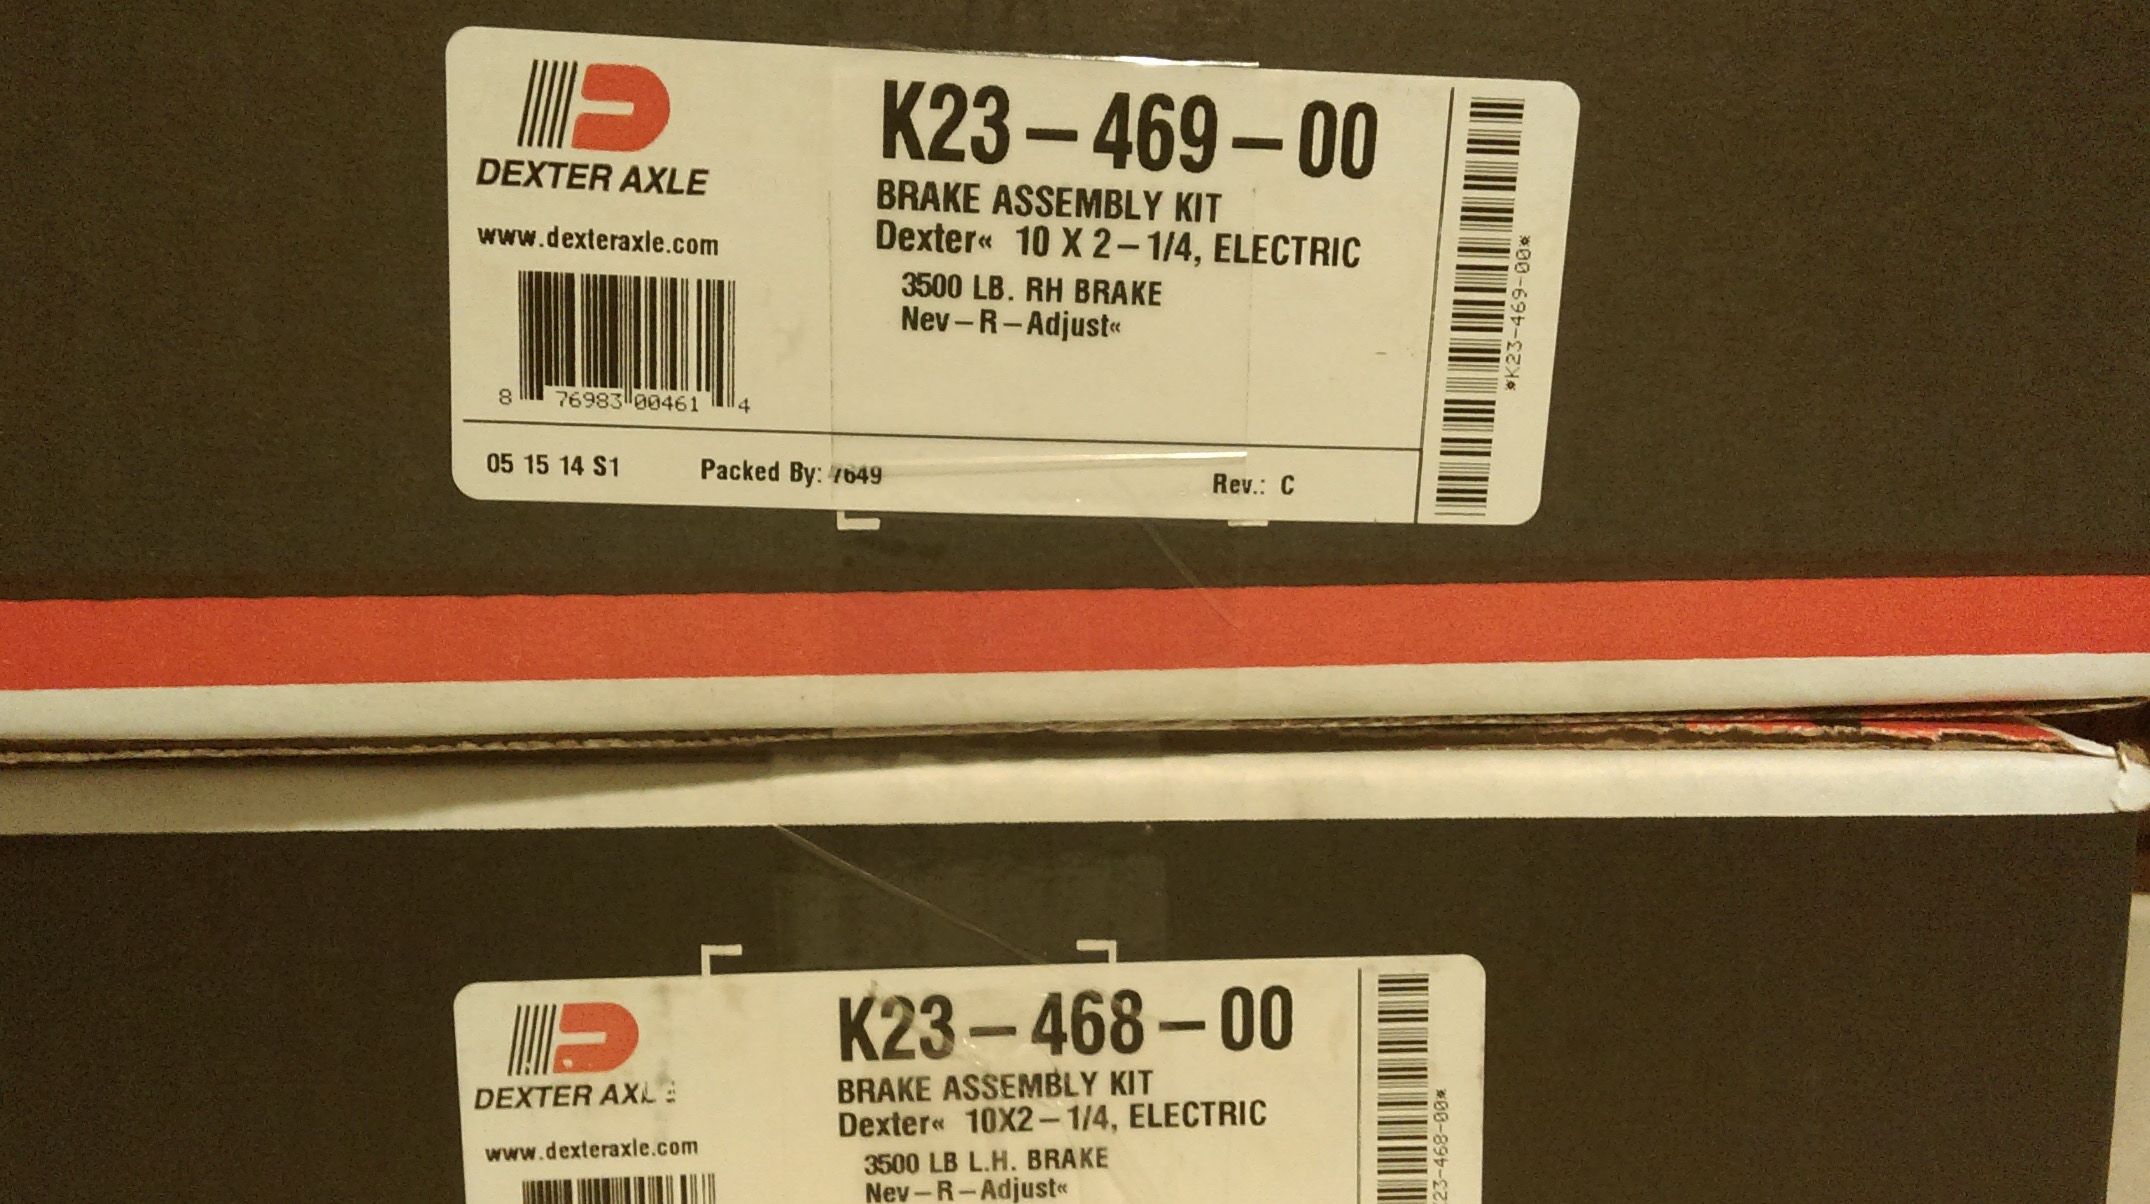 DEXTER AXLE
www.dexteraxle.com
8 76983 00461 4
K23-469-00
BRAKE ASSEMBLY KIT
Dexter« 10 X 2-1/4, ELECTRIC
3500 LB. RH BRAKE
Nev-R-Adjust«
*K23-469-00*
05 15 14 S1 Packed By: 7649 Rev.: C
DEXTER AXLE
www.dexteraxle.com
K23-468-00
BRAKE ASSEMBLY KIT
Dexter« 10X2-1/4, ELECTRIC
3500 LB L.H. BRAKE
Nev-R-Adjust«
23-468-00*